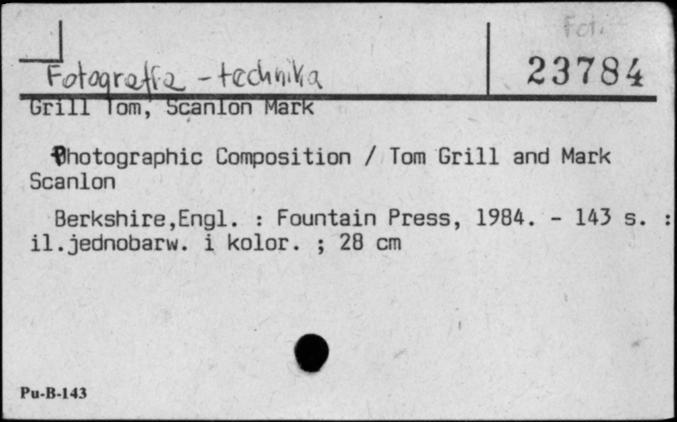 Fot.
Fotografia - technika
23784
Grill Tom, Scanlon Mark
Photographic Composition / Tom Grill and Mark
Scanlon
Berkshire,Engl. : Fountain Press, 1984. - 143 s. :
il.jednobarw. i kolor. ; 28 cm
Pu-B-143